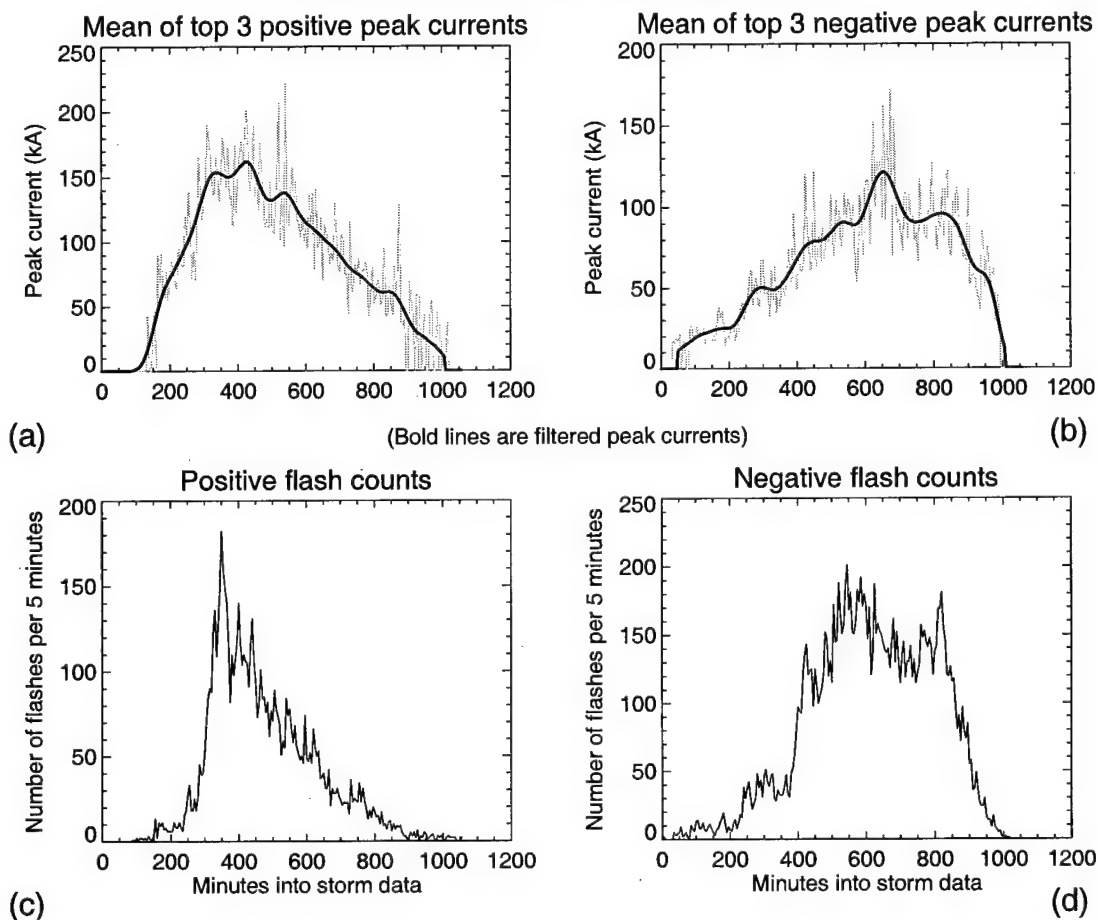 Mean of top 3 positive peak currents
Peak current (kA)
250
200
150
100
50
0
0 200 400 600 800 1000 1200
(a)
Mean of top 3 negative peak currents
Peak current (kA)
200
150
100
50
0
0 200 400 600 800 1000 1200
(b)
(Bold lines are filtered peak currents)
Positive flash counts
Number of flashes per 5 minutes
200
150
100
50
0
0 200 400 600 800 1000 1200
Minutes into storm data
(c)
Negative flash counts
Number of flashes per 5 minutes
250
200
150
100
50
0
0 200 400 600 800 1000 1200
Minutes into storm data
(d)